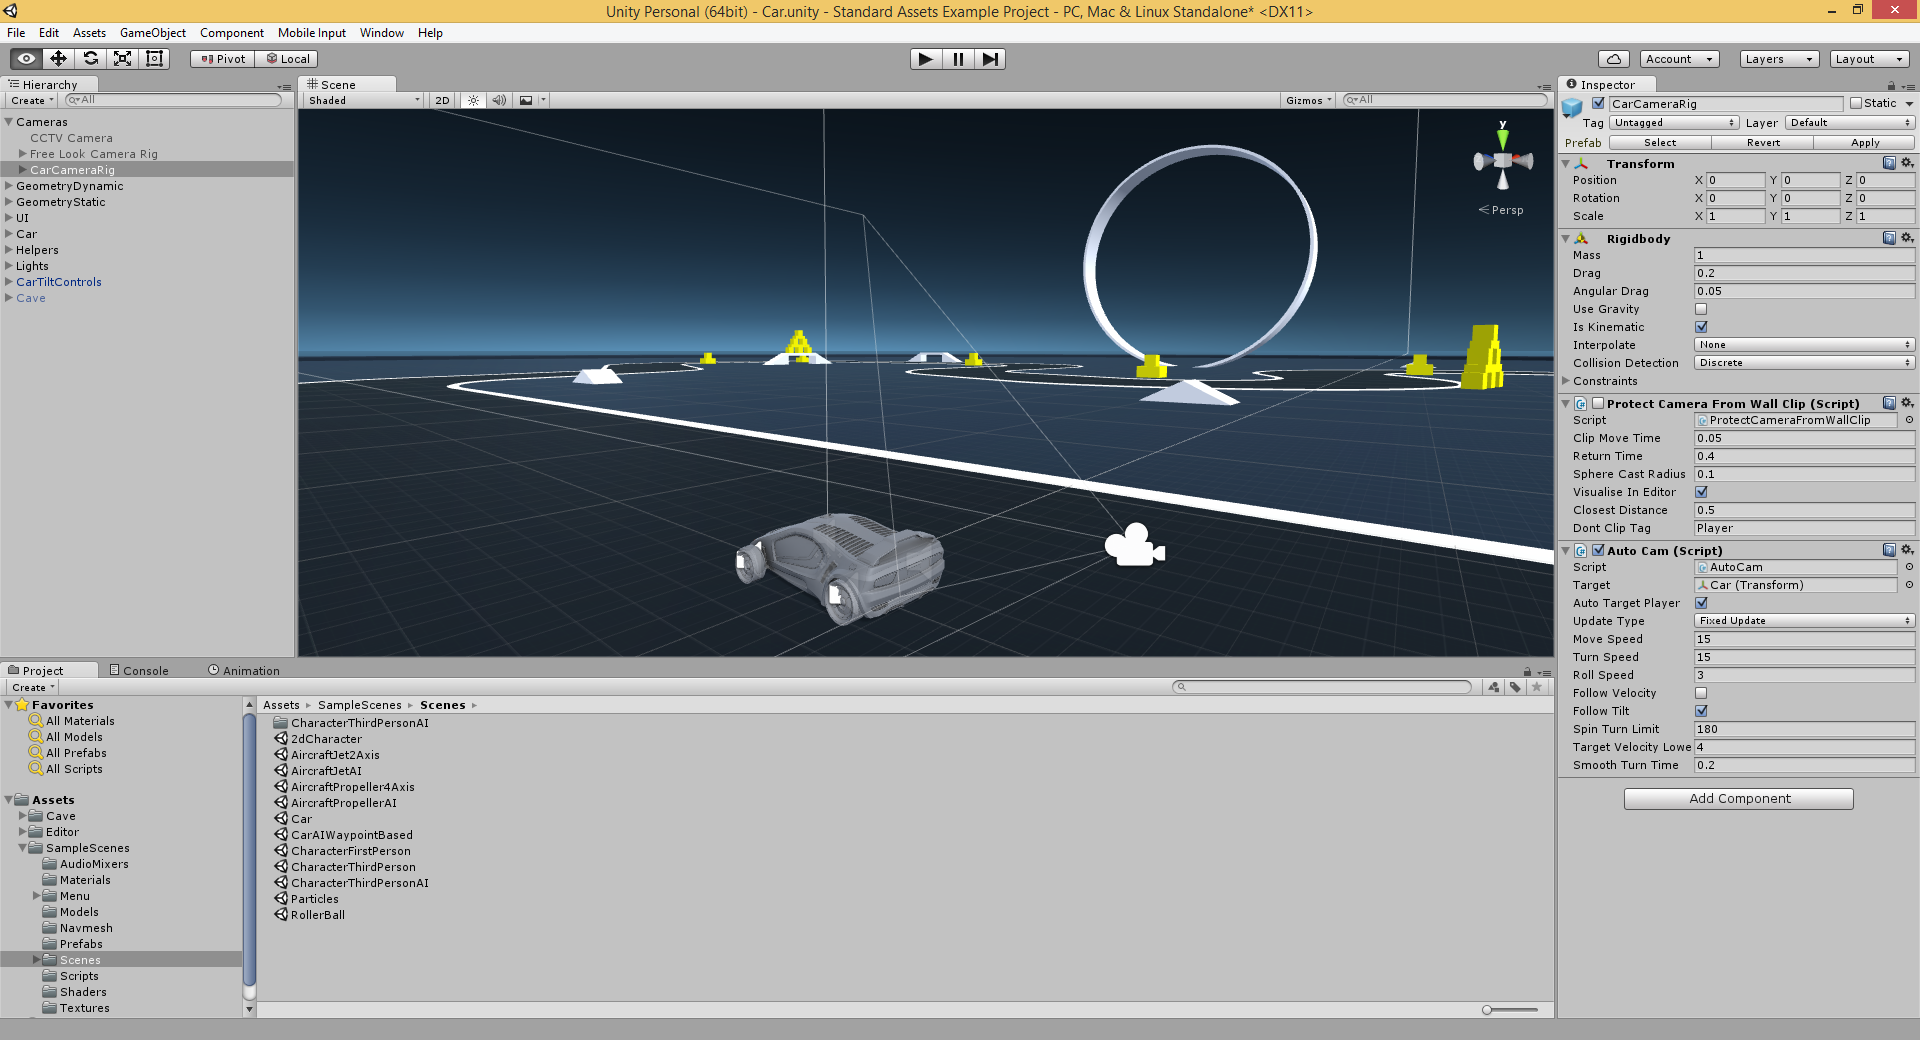 Unity Personal (64bit) - Car.unity - Standard Assets Example Project - PC, Mac & Linux Standalone* <DX11>
File Edit Assets GameObject Component Mobile Input Window Help
Pivot Local Account Layers Layout
Hierarchy
Create All
Cameras
CCTV Camera
Free Look Camera Rig
CarCameraRig
GeometryDynamic
GeometryStatic
UI
Car
Helpers
Lights
CarTiltControls
Cave
Scene
Shaded 2D Gizmos All
y
Persp
Inspector
CarCameraRig Static
Tag Untagged Layer Default
Prefab Select Revert Apply
Transform
Position X 0 Y 0 Z 0
Rotation X 0 Y 0 Z 0
Scale X 1 Y 1 Z 1
Rigidbody
Mass 1
Drag 0.2
Angular Drag 0.05
Use Gravity
Is Kinematic
Interpolate None
Collision Detection Discrete
Constraints
Protect Camera From Wall Clip (Script)
Script ProtectCameraFromWallClip
Clip Move Time 0.05
Return Time 0.4
Sphere Cast Radius 0.1
Visualise In Editor
Closest Distance 0.5
Dont Clip Tag Player
Auto Cam (Script)
Script AutoCam
Target Car (Transform)
Auto Target Player
Update Type Fixed Update
Move Speed 15
Turn Speed 15
Roll Speed 3
Follow Velocity
Follow Tilt
Spin Turn Limit 180
Target Velocity Lowe 4
Smooth Turn Time 0.2
Add Component
Project Console Animation
Create
Favorites
All Materials
All Models
All Prefabs
All Scripts
Assets
Cave
Editor
SampleScenes
AudioMixers
Materials
Menu
Models
Navmesh
Prefabs
Scenes
Scripts
Shaders
Textures
Assets SampleScenes Scenes
CharacterThirdPersonAI
2dCharacter
AircraftJet2Axis
AircraftJetAI
AircraftPropeller4Axis
AircraftPropellerAI
Car
CarAIWaypointBased
CharacterFirstPerson
CharacterThirdPerson
CharacterThirdPersonAI
Particles
RollerBall